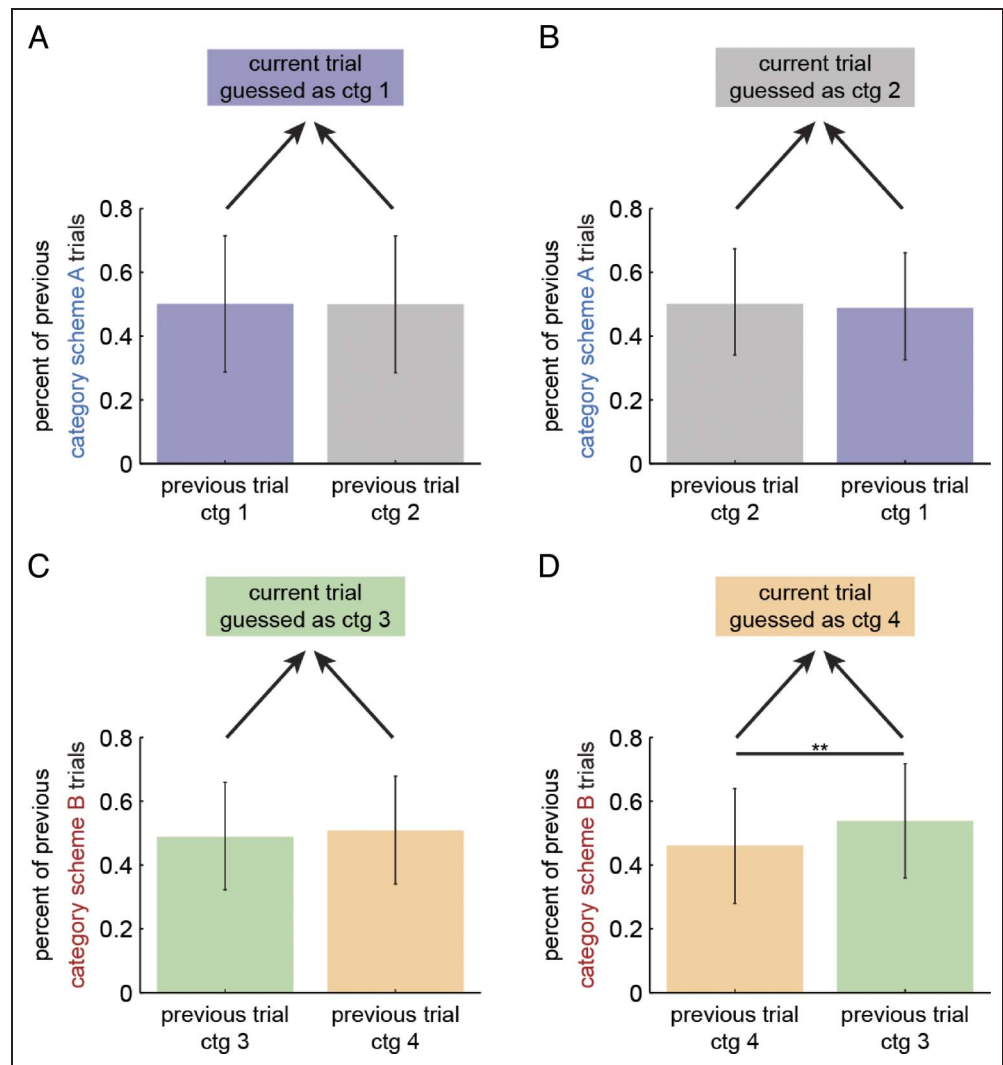 A
current trial
guessed as ctg 1
percent of previous
category scheme A trials
0.8
0.6
0.4
0.2
0
previous trial
ctg 1
previous trial
ctg 2
B
current trial
guessed as ctg 2
percent of previous
category scheme A trials
0.8
0.6
0.4
0.2
0
previous trial
ctg 2
previous trial
ctg 1
C
current trial
guessed as ctg 3
percent of previous
category scheme B trials
0.8
0.6
0.4
0.2
0
previous trial
ctg 3
previous trial
ctg 4
D
current trial
guessed as ctg 4
percent of previous
category scheme B trials
0.8
0.6
0.4
0.2
0
**
previous trial
ctg 4
previous trial
ctg 3